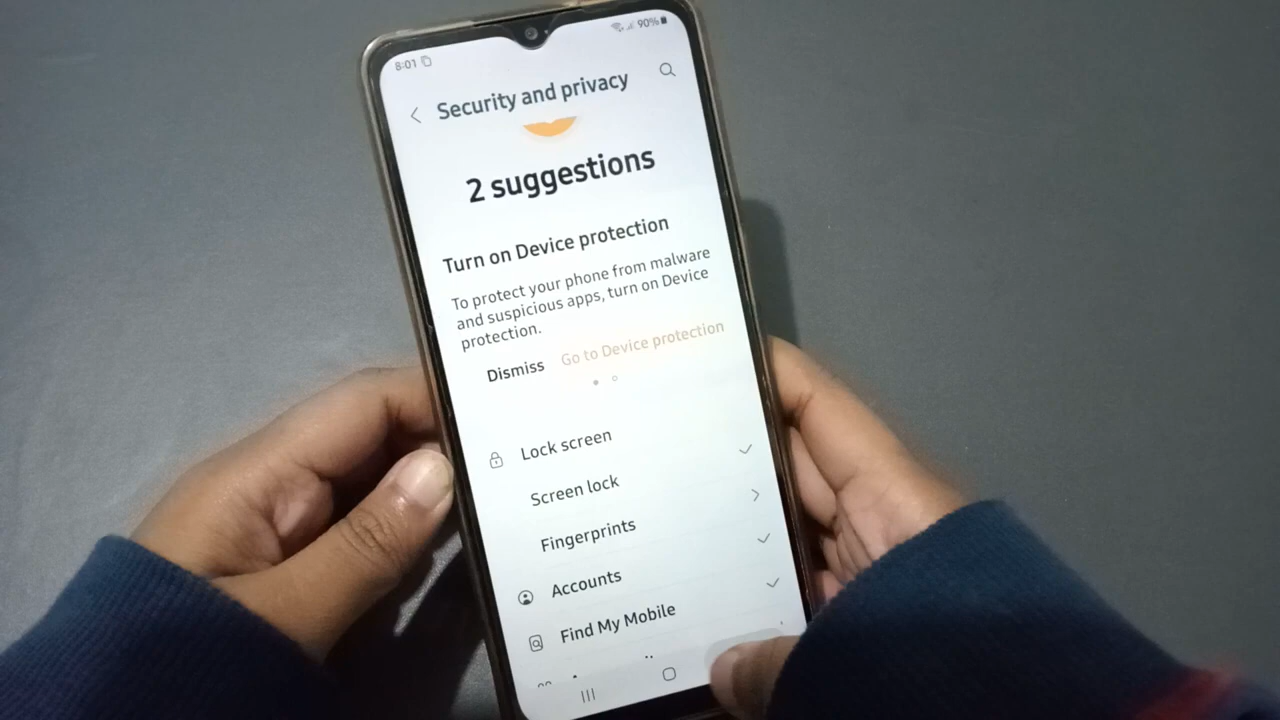 8:01
90%
Security and privacy
2 suggestions
Turn on Device protection
To protect your phone from malware
and suspicious apps, turn on Device
protection.
Dismiss Go to Device protection
Lock screen
Screen lock
Fingerprints
Accounts
Find My Mobile